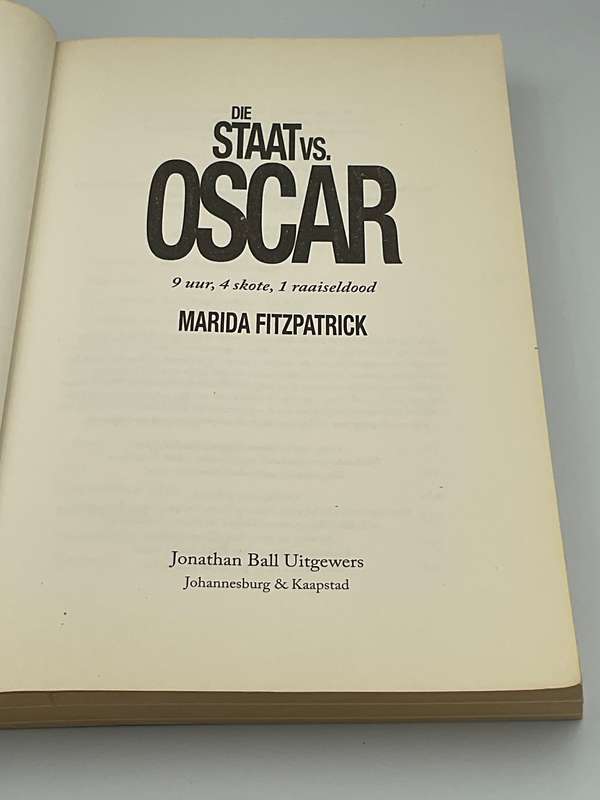 DIE
STAAT VS.
OSCAR
9 uur, 4 skote, 1 raaiseldood
MARIDA FITZPATRICK
Jonathan Ball Uitgewers
Johannesburg & Kaapstad